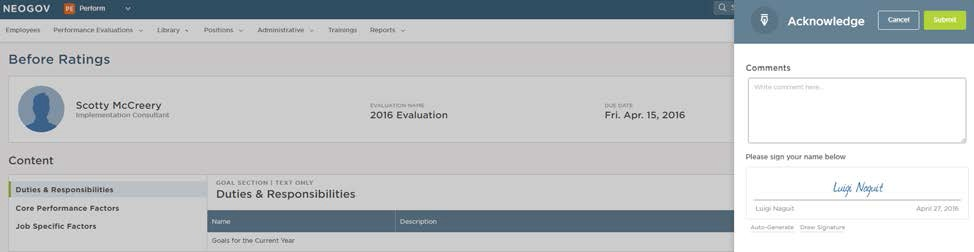 NEOGOV PE Perform
S
Employees Performance Evaluations Library Positions Administrative Trainings Reports
Before Ratings
Scotty McCreery
Implementation Consultant
EVALUATION NAME
2016 Evaluation
DUE DATE
Fri. Apr. 15, 2016
Content
Duties & Responsibilities
Core Performance Factors
Job Specific Factors
GOAL SECTION | TEXT ONLY
Duties & Responsibilities
Name Description
Goals for the Current Year
Acknowledge Cancel Submit
Comments
Write comment here...
Please sign your name below
Luigi Naguit
Luigi Naguit April 27, 2016
Auto-Generate Draw Signature